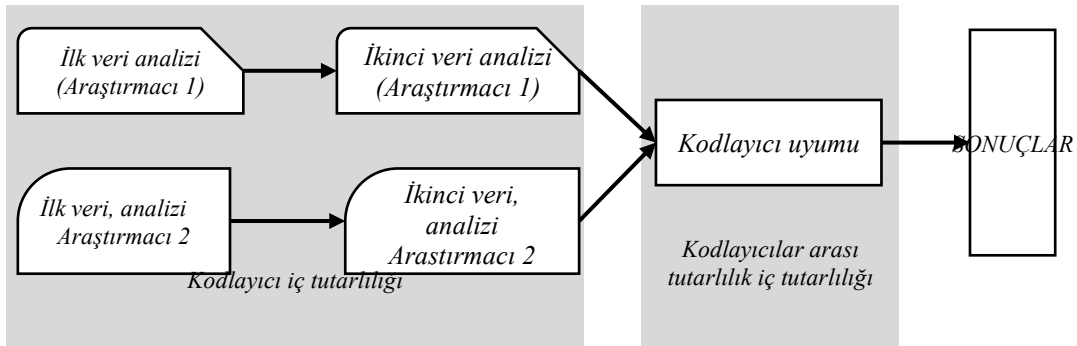 İlk veri analizi
(Araştırmacı 1)
İkinci veri analizi
(Araştırmacı 1)
Kodlayıcı uyumu
SONUÇLAR
İlk veri, analizi
Araştırmacı 2
İkinci veri,
analizi
Arastırmacı 2
Kodlayıcı iç tutarlılığı
Kodlayıcılar arası
tutarlılık iç tutarlılığı